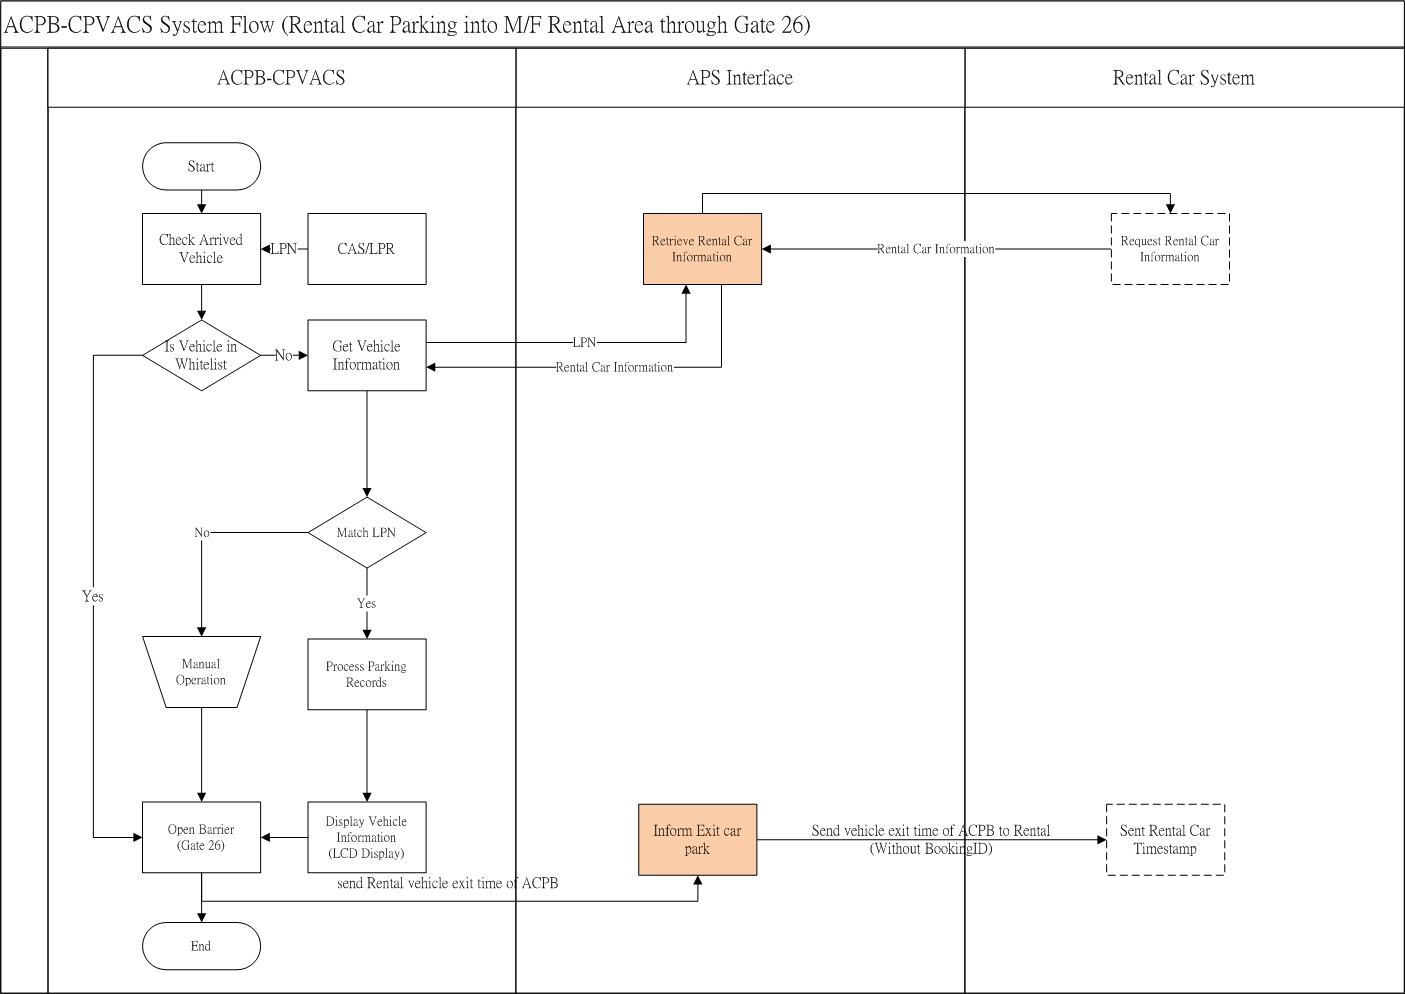 ACPB-CPVACS System Flow (Rental Car Parking into M/F Rental Area through Gate 26)
ACPB-CPVACS
APS Interface
Rental Car System
Start
Check Arrived
Vehicle
LPN
CAS/LPR
Retrieve Rental Car
Information
Rental Car Information
Request Rental Car
Information
Is Vehicle in
Whitelist
No
Get Vehicle
Information
LPN
Rental Car Information
No
Match LPN
Yes
Yes
Manual
Operation
Process Parking
Records
Open Barrier
(Gate 26)
Display Vehicle
Information
(LCD Display)
Inform Exit car
park
Send vehicle exit time of ACPB to Rental
(Without BookingID)
Sent Rental Car
Timestamp
send Rental vehicle exit time of ACPB
End